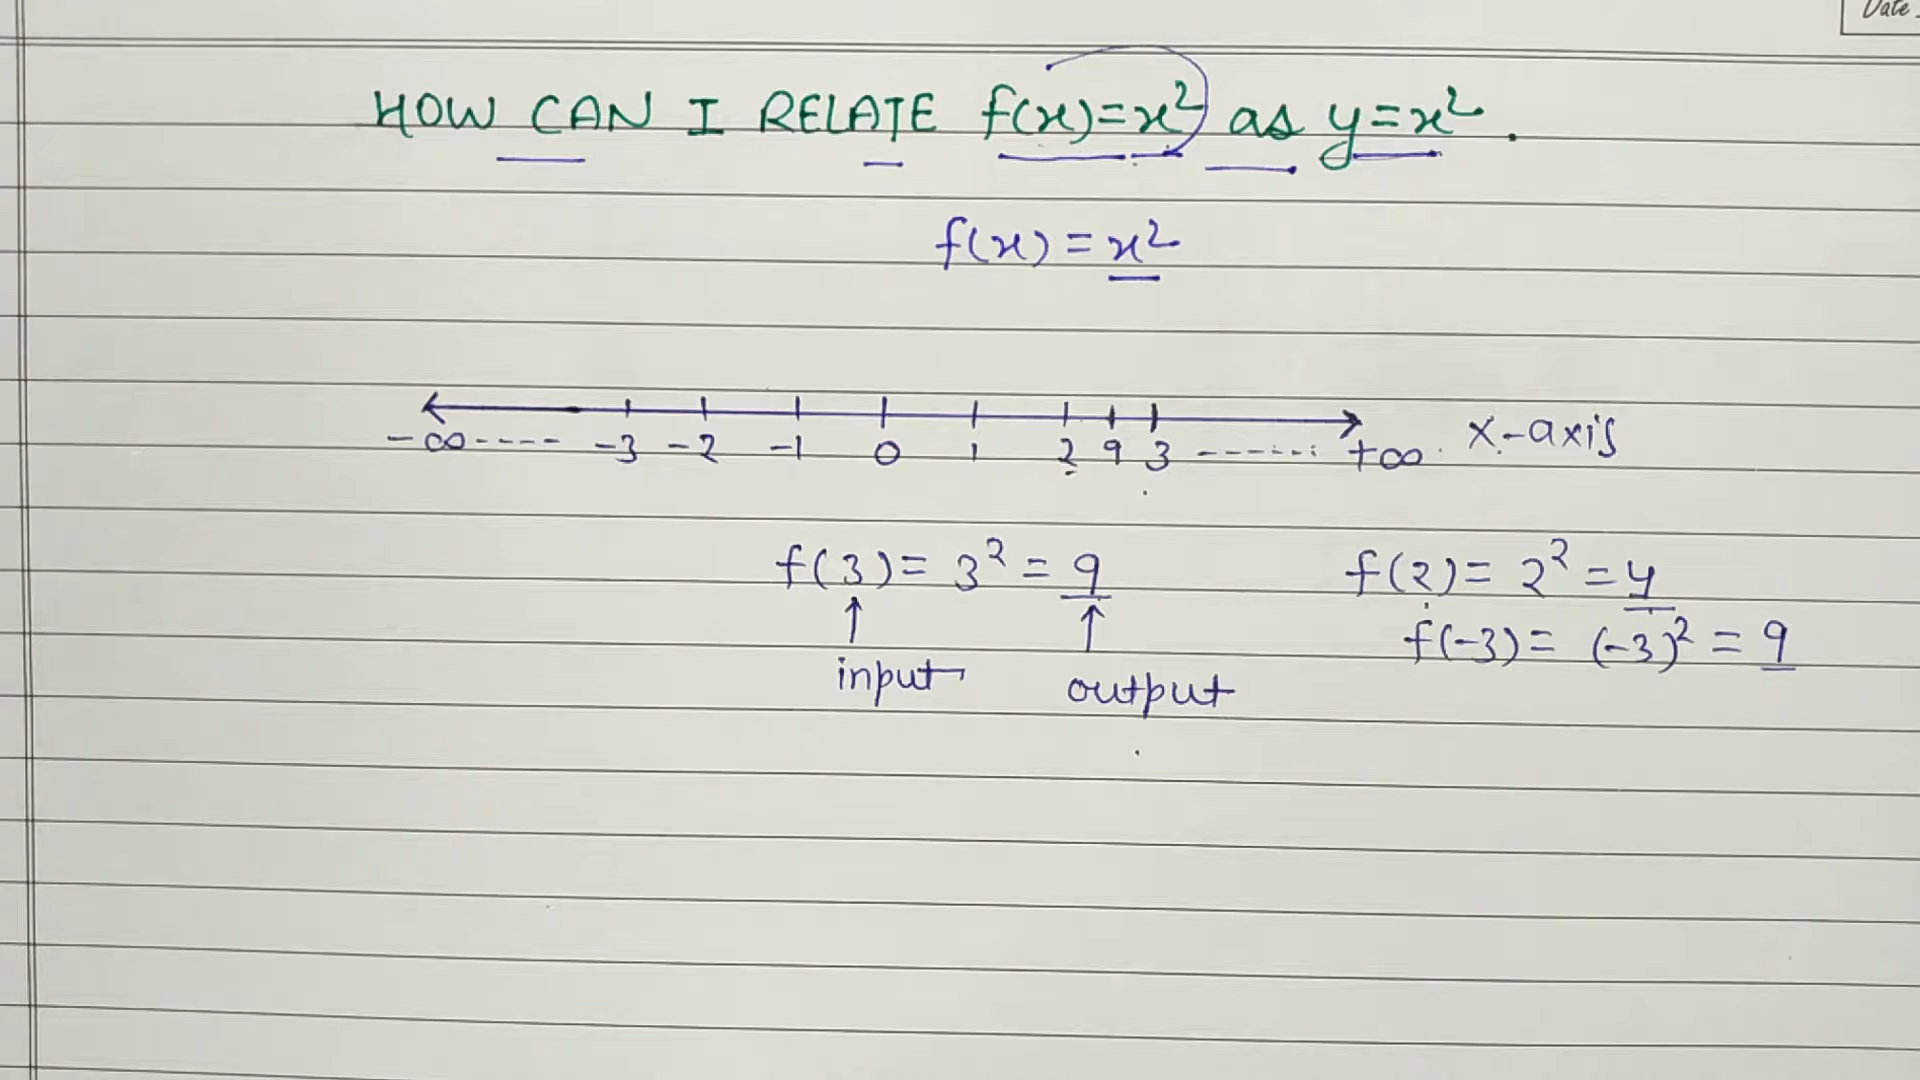 Date
HOW CAN I RELATE f(x)=x² as y=x².
f(x) = x²
-∞---- -3 -2 -1 0 1 2 9 3 ------ +∞ x-axis
f(3) = 3² = 9 f(2) = 2² = 4
f(-3) = (-3)² = 9
input output